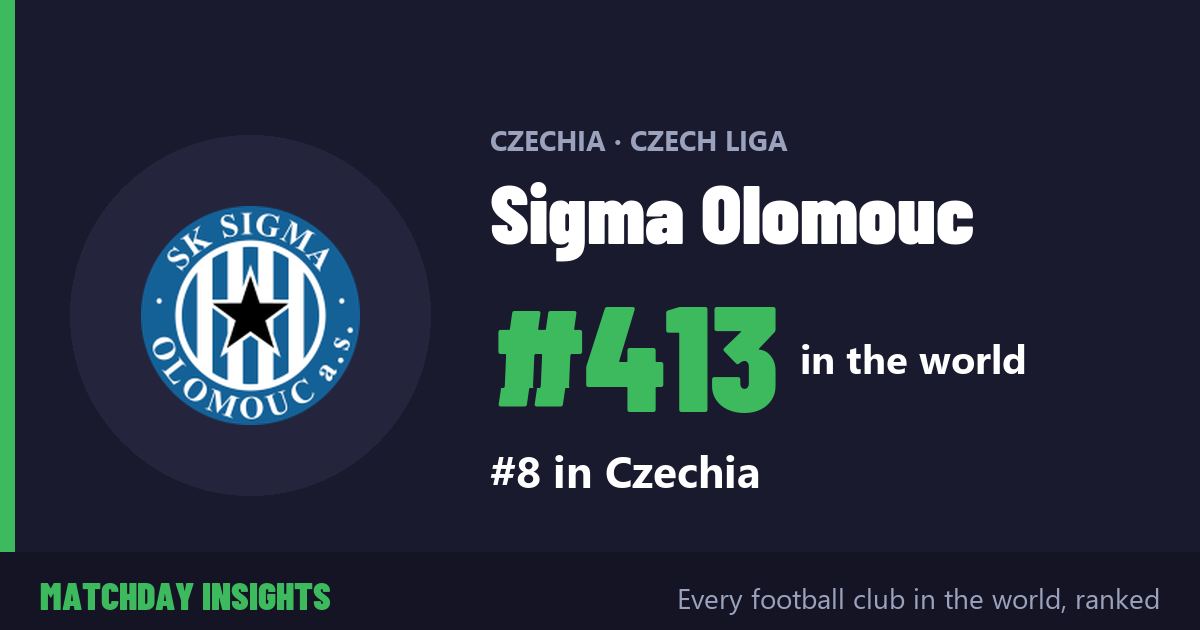 SK SIGMA
OLOMOUC a.s.
CZECHIA · CZECH LIGA
Sigma Olomouc
#413 in the world
#8 in Czechia
MATCHDAY INSIGHTS
Every football club in the world, ranked